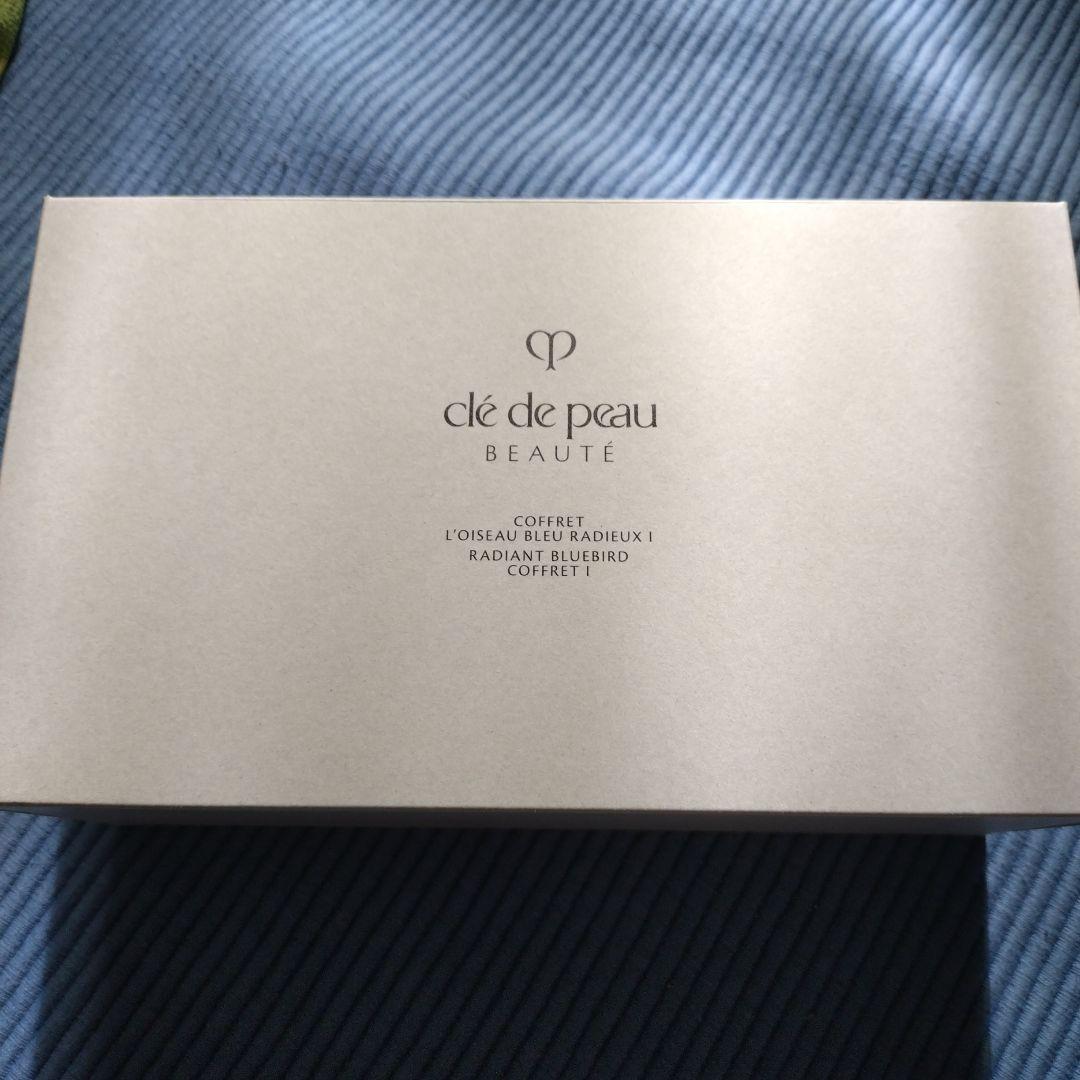 clé de peau
BEAUTÉ
COFFRET
L'OISEAU BLEU RADIEUX I
RADIANT BLUEBIRD
COFFRET I